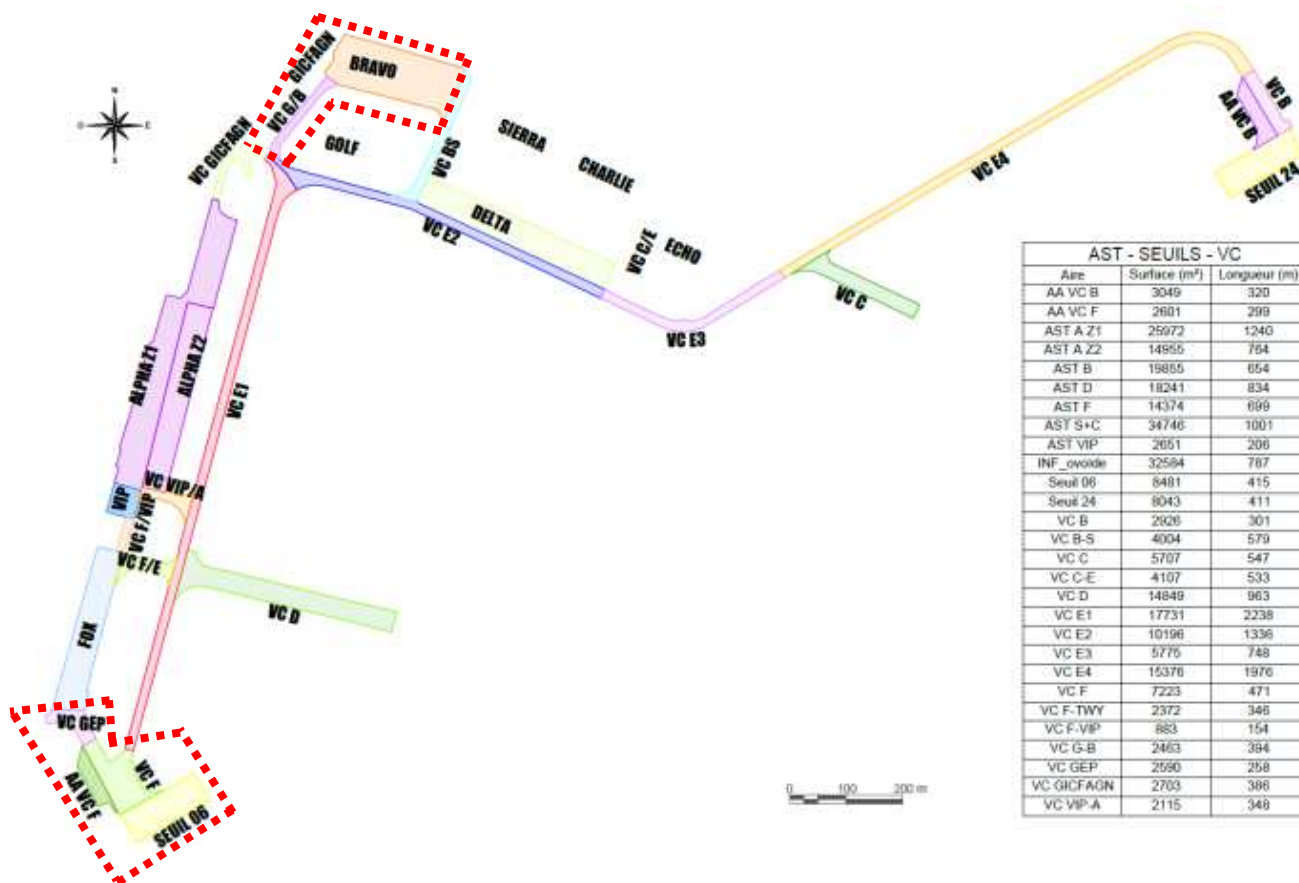 N
O
E
S
GICFAGN
BRAVO
VC G/B
VC GICFAGN
GOLF
VC BS
SIERRA
CHARLIE
DELTA
VC E2
VC C/E
ECHO
VC E3
VC C
VC E4
VC B
AA VC B
SEUIL 24
ALPHA Z1
ALPHA Z2
VC E1
VIP
VC VIP/A
VC F/VIP
VC F/E
VC D
FOX
VC GEP
AA VC F
VC F
SEUIL 06
0 100 200 m
AST - SEUILS - VC
Aire Surface (m²) Longueur (m)
AA VC B 3049 320
AA VC F 2601 299
AST A Z1 25972 1240
AST A Z2 14955 764
AST B 19855 654
AST D 18241 834
AST F 14374 699
AST S+C 34746 1001
AST VIP 2651 206
INF_ovoide 32584 787
Seuil 06 8481 415
Seuil 24 8043 411
VC B 2926 301
VC B-S 4004 579
VC C 5707 547
VC C-E 4107 533
VC D 14849 963
VC E1 17731 2238
VC E2 10196 1336
VC E3 5775 748
VC E4 15376 1976
VC F 7223 471
VC F-TWY 2372 346
VC F-VIP 883 154
VC G-B 2463 394
VC GEP 2590 258
VC GICFAGN 2703 386
VC VIP-A 2115 348